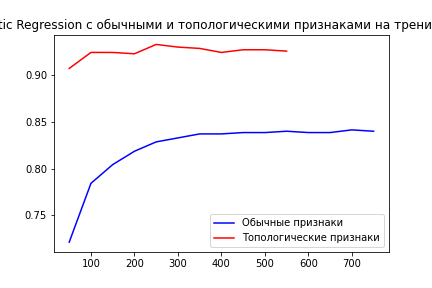 tic Regression с обычными и топологическими признаками на трени
0.90
0.85
0.80
0.75
Обычные признаки
Топологические признаки
100 200 300 400 500 600 700